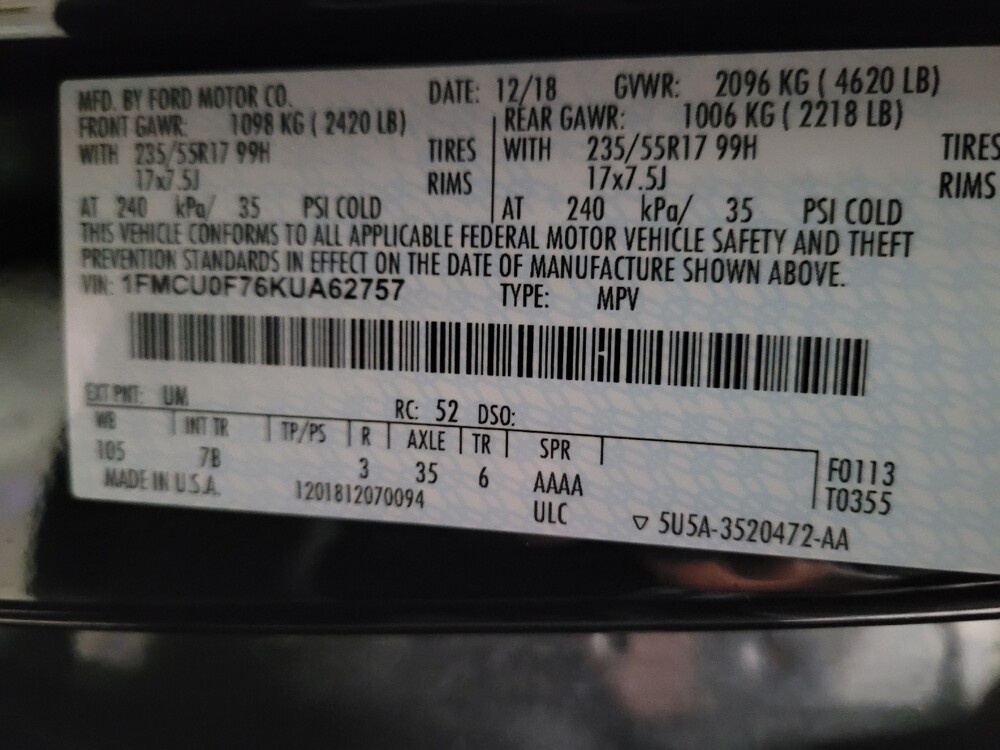 MFD. BY FORD MOTOR CO. DATE: 12/18 GVWR: 2096 KG ( 4620 LB)
FRONT GAWR: 1098 KG ( 2420 LB) REAR GAWR: 1006 KG ( 2218 LB)
WITH 235/55R17 99H TIRES WITH 235/55R17 99H TIRES
17x7.5J RIMS 17x7.5J RIMS
AT 240 kPa/ 35 PSI COLD AT 240 kPa/ 35 PSI COLD
THIS VEHICLE CONFORMS TO ALL APPLICABLE FEDERAL MOTOR VEHICLE SAFETY AND THEFT
PREVENTION STANDARDS IN EFFECT ON THE DATE OF MANUFACTURE SHOWN ABOVE.
VIN: 1FMCU0F76KUA62757 TYPE: MPV
EXT PNT: UM RC: 52 DSO:
WB INT TR TP/PS R AXLE TR SPR
105 7B 3 35 6 AAAA F0113
MADE IN U.S.A. 1201812070094 ULC T0355
▽ 5U5A-3520472-AA